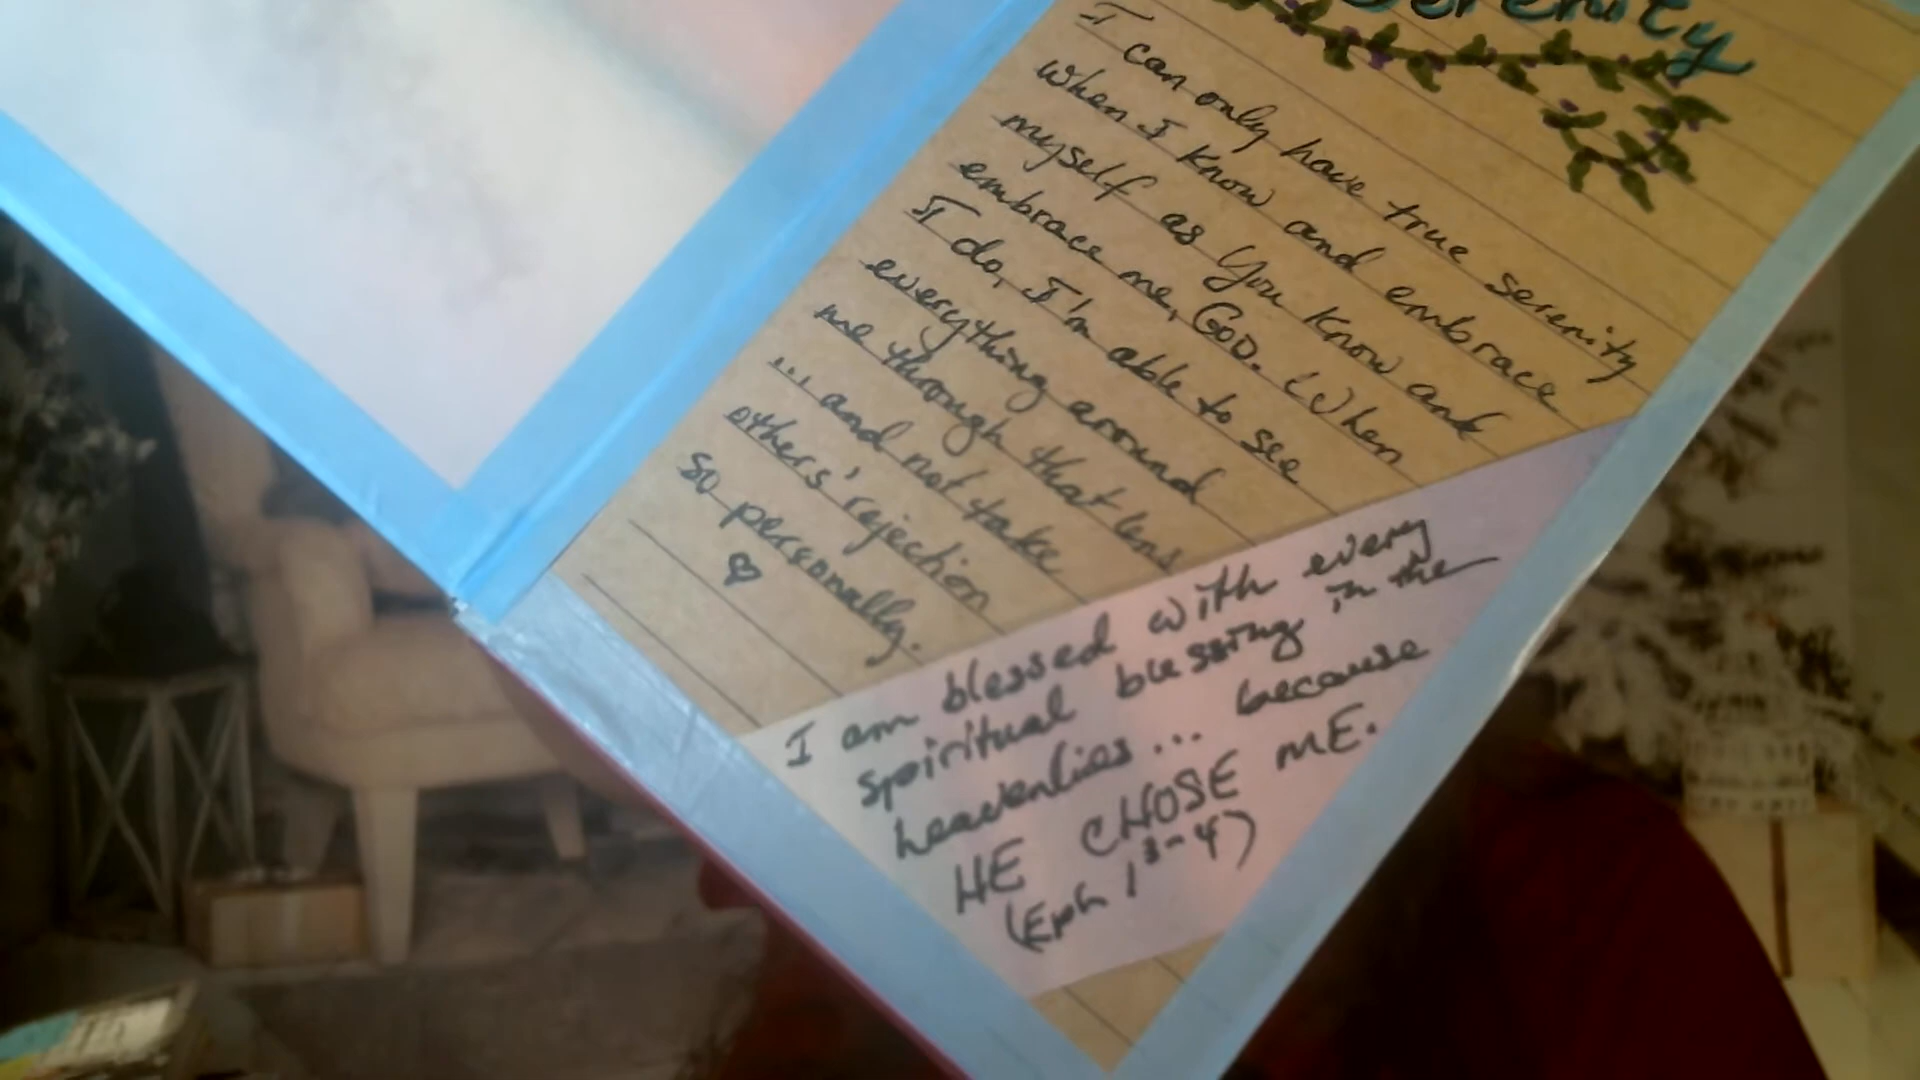 Serenity
I can only have true serenity
when I know and embrace
myself as You know and
embrace me, GOD. When
I do, I'm able to see
everything around
me through that lens
... and not take
others' rejection
so personally.
I am blessed with every
spiritual blessing in the
heavenlies ... because
HE CHOSE ME.
(Eph 1 3-4)